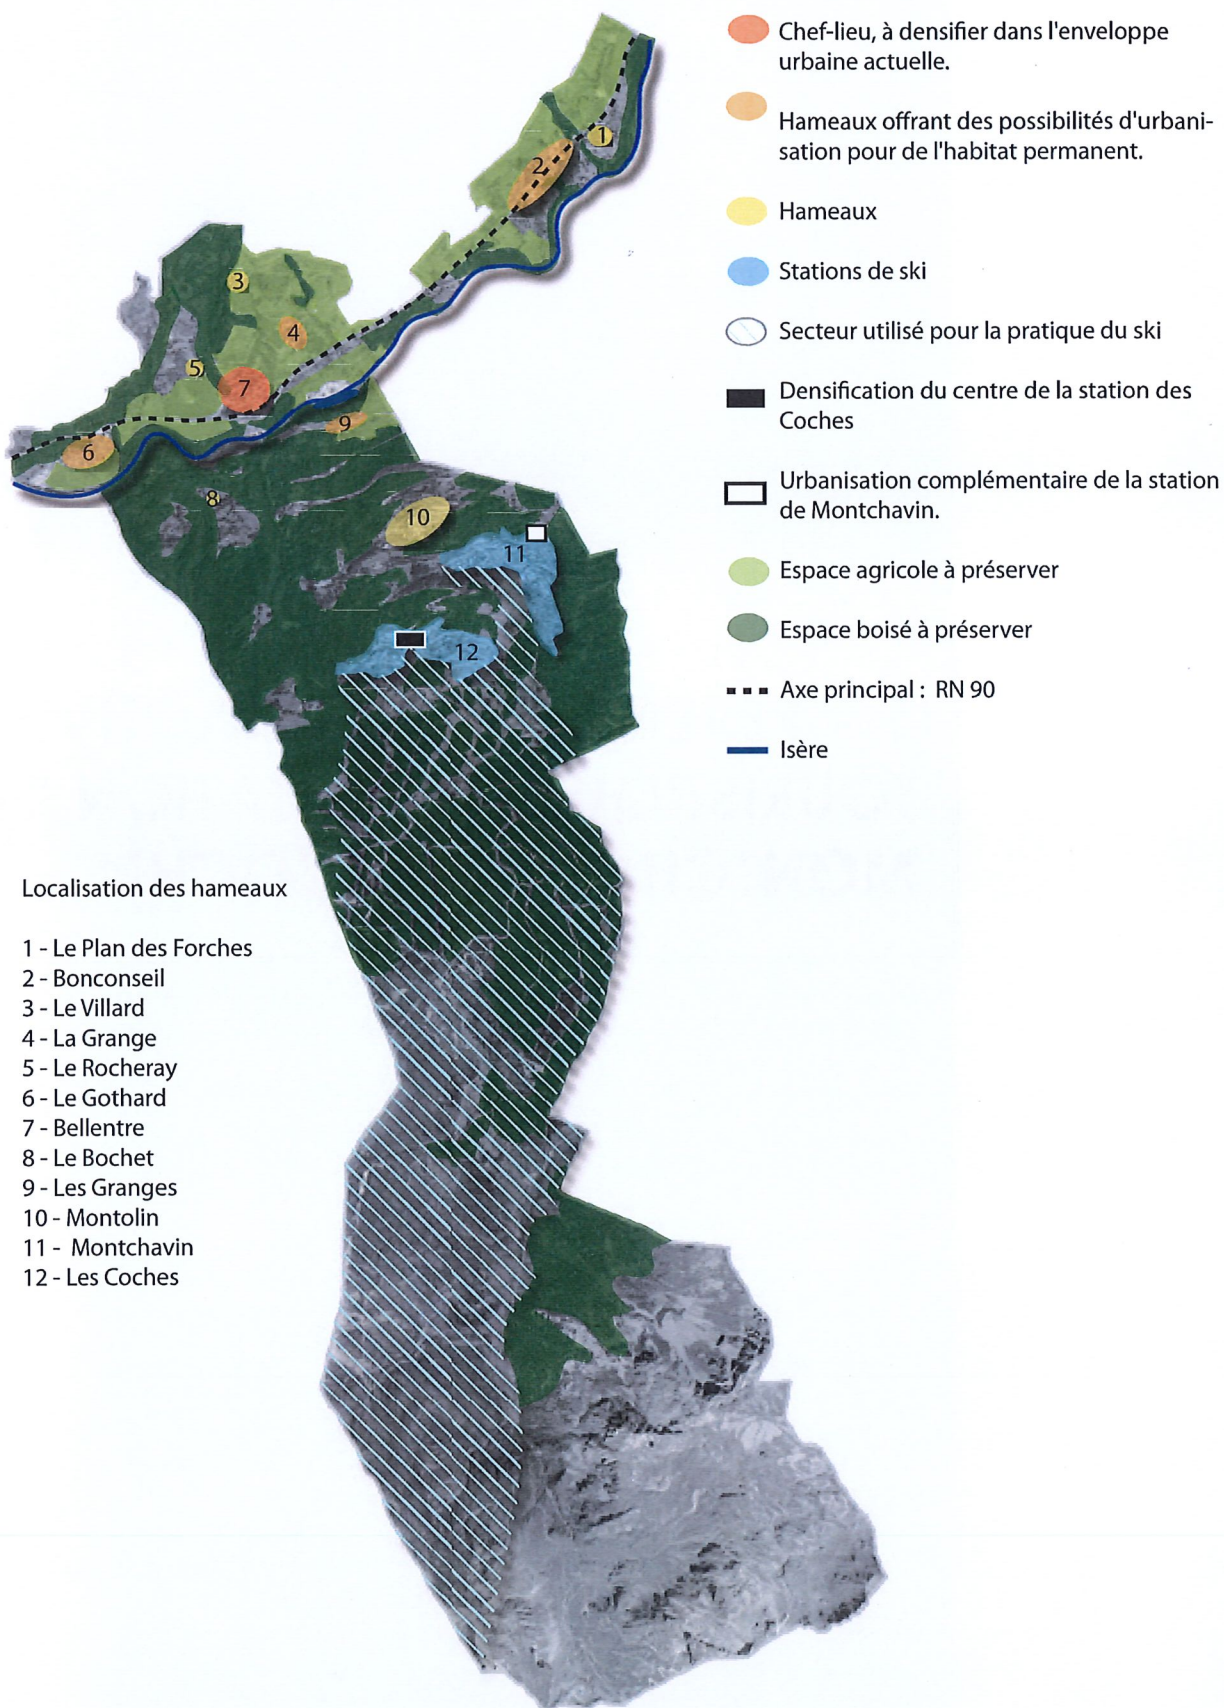 Chef-lieu, à densifier dans l'enveloppe
urbaine actuelle.
Hameaux offrant des possibilités d'urbani-
sation pour de l'habitat permanent.
Hameaux
Stations de ski
Secteur utilisé pour la pratique du ski
Densification du centre de la station des
Coches
Urbanisation complémentaire de la station
de Montchavin.
Espace agricole à préserver
Espace boisé à préserver
Axe principal : RN 90
Isère
1
2
3
4
5
7
9
6
8
10
11
12
Localisation des hameaux
1 - Le Plan des Forches
2 - Bonconseil
3 - Le Villard
4 - La Grange
5 - Le Rocheray
6 - Le Gothard
7 - Bellentre
8 - Le Bochet
9 - Les Granges
10 - Montolin
11 - Montchavin
12 - Les Coches